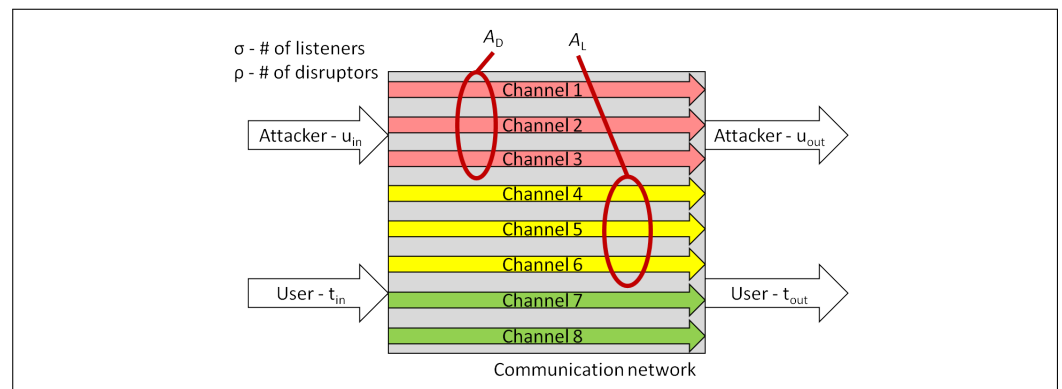 σ - # of listeners
ρ - # of disruptors
A_D
A_L
Channel 1
Channel 2
Attacker - u_in
Attacker - u_out
Channel 3
Channel 4
Channel 5
Channel 6
User - t_in
User - t_out
Channel 7
Channel 8
Communication network